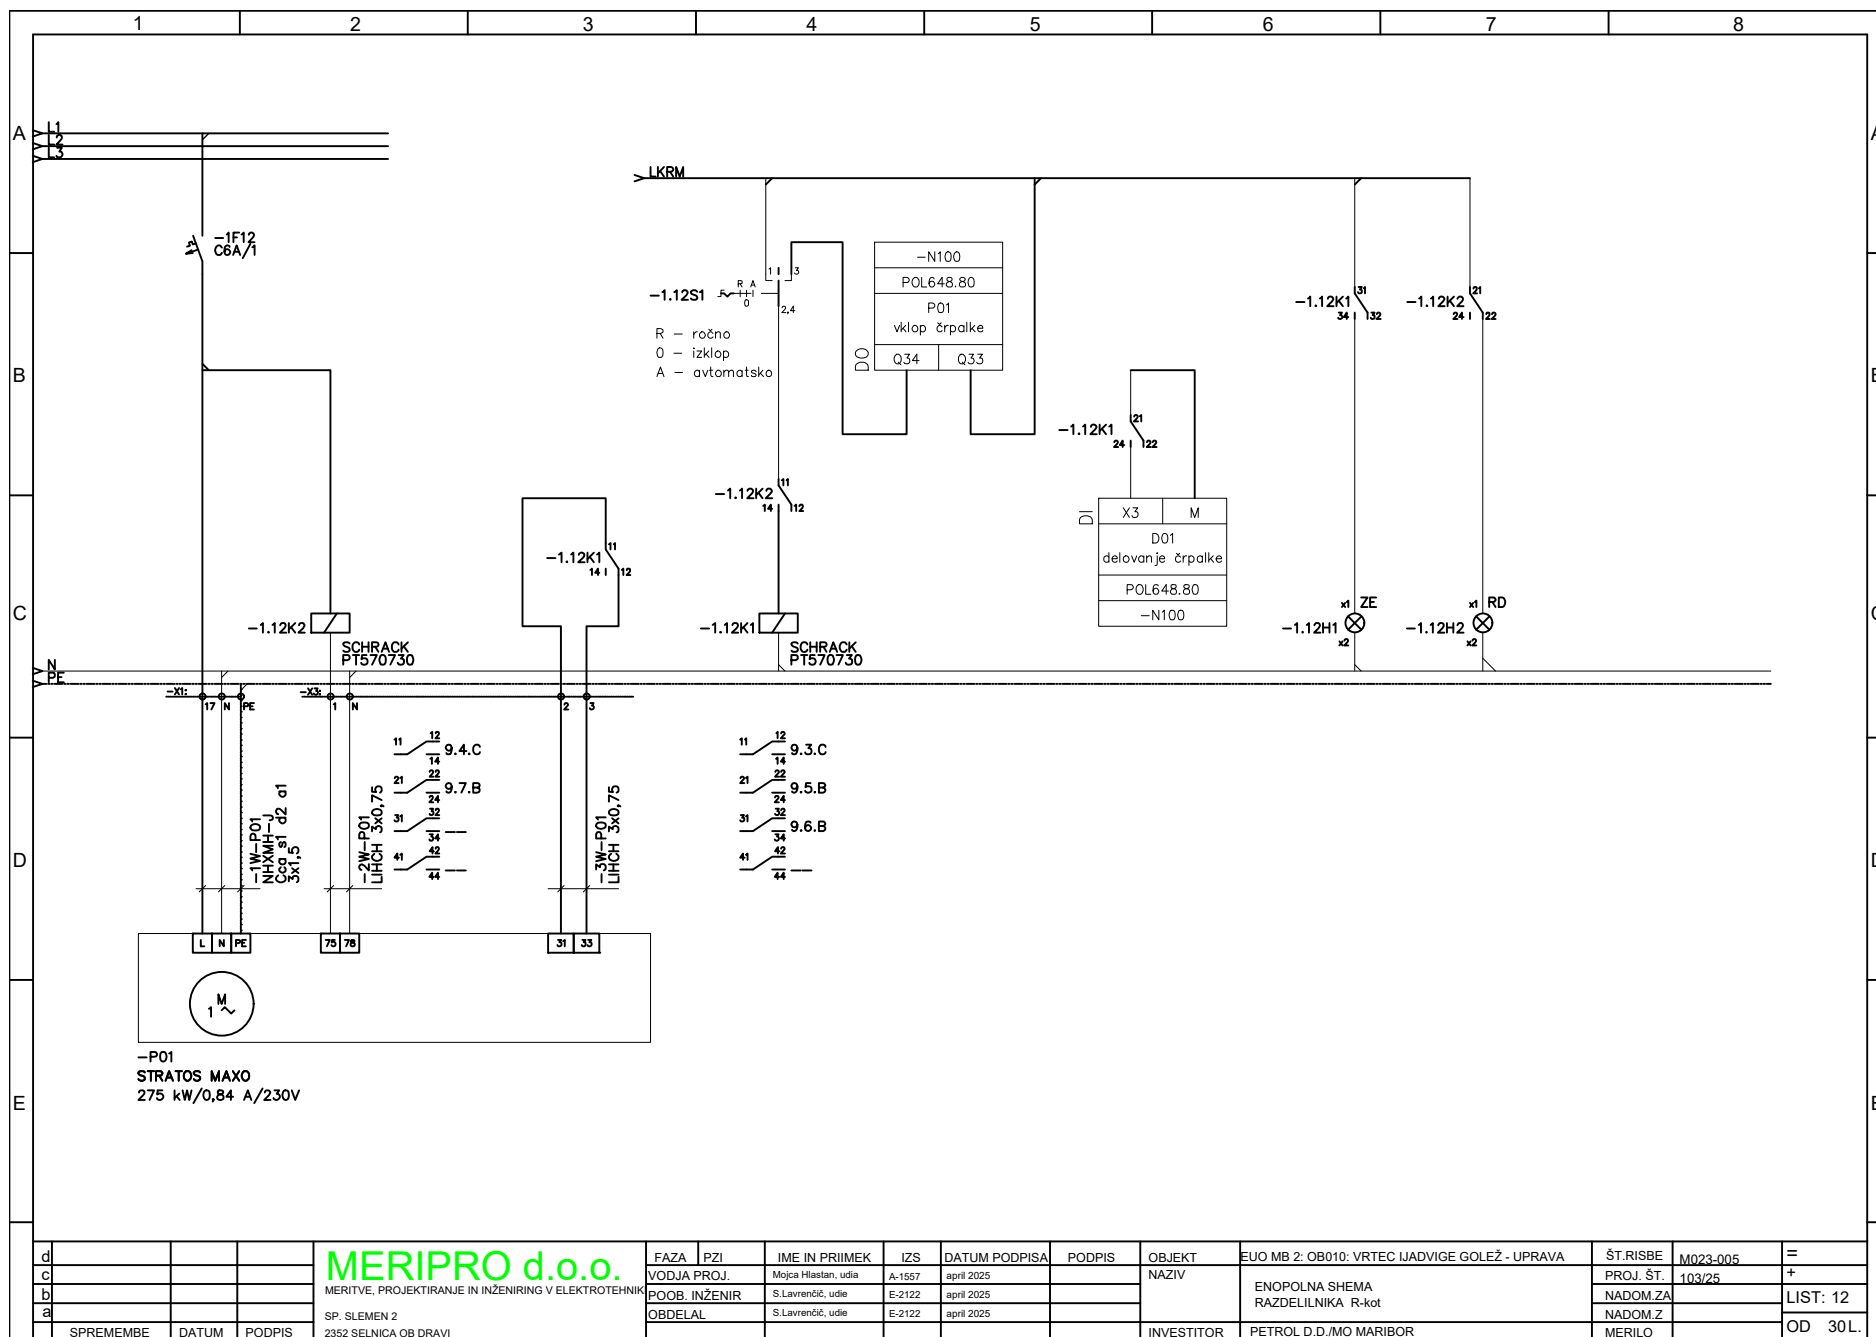 1 2 3 4 5 6 7 8
A
B
C
D
E
L1
L2
L3
-1F12
C6A/1
LKRM
-1.12S1
R A
0
1 3
2,4
R - ročno
0 - izklop
A - avtomatsko
-N100
POL648.80
P01
vklop črpalke
DO
Q34 Q33
-1.12K1
31
34 32
-1.12K2
21
24 22
-1.12K1
21
24 22
-1.12K2
11
14 12
-1.12K1
11
14 12
DI
X3 M
D01
delovanje črpalke
POL648.80
-N100
-1.12K2
SCHRACK
PT570730
-1.12K1
SCHRACK
PT570730
x1 ZE
-1.12H1
x2
x1 RD
-1.12H2
x2
N
PE
-X1:
17 N PE
-X3:
1 N
2 3
11 12
14 9.4.C
21 22
24 9.7.B
31 32
34 —
41 42
44 —
11 12
14 9.3.C
21 22
24 9.5.B
31 32
34 9.6.B
41 42
44 —
-1W-P01
NHXMH-J
Cca s1 d2 a1
3x1,5
-2W-P01
LIHCH 3x0,75
-3W-P01
LIHCH 3x0,75
L N PE
75 78
31 33
M
1 ~
-P01
STRATOS MAXO
275 kW/0,84 A/230V
d
c
b
a
SPREMEMBE DATUM PODPIS
MERIPRO d.o.o.
MERITVE, PROJEKTIRANJE IN INŽENIRING V ELEKTROTEHNIK
SP. SLEMEN 2
2352 SELNICA OB DRAVI
FAZA PZI IME IN PRIIMEK IZS DATUM PODPISA PODPIS
VODJA PROJ. Mojca Hlastan, udia A-1557 april 2025
POOB. INŽENIR S.Lavrenčič, udie E-2122 april 2025
OBDELAL S.Lavrenčič, udie E-2122 april 2025
OBJEKT EUO MB 2: OB010: VRTEC IJADVIGE GOLEŽ - UPRAVA
NAZIV
ENOPOLNA SHEMA
RAZDELILNIKA R-kot
INVESTITOR PETROL D.D./MO MARIBOR
ŠT.RISBE M023-005
PROJ. ŠT. 103/25
NADOM.ZA
NADOM.Z
MERILO
=
+
LIST: 12
OD 30L.